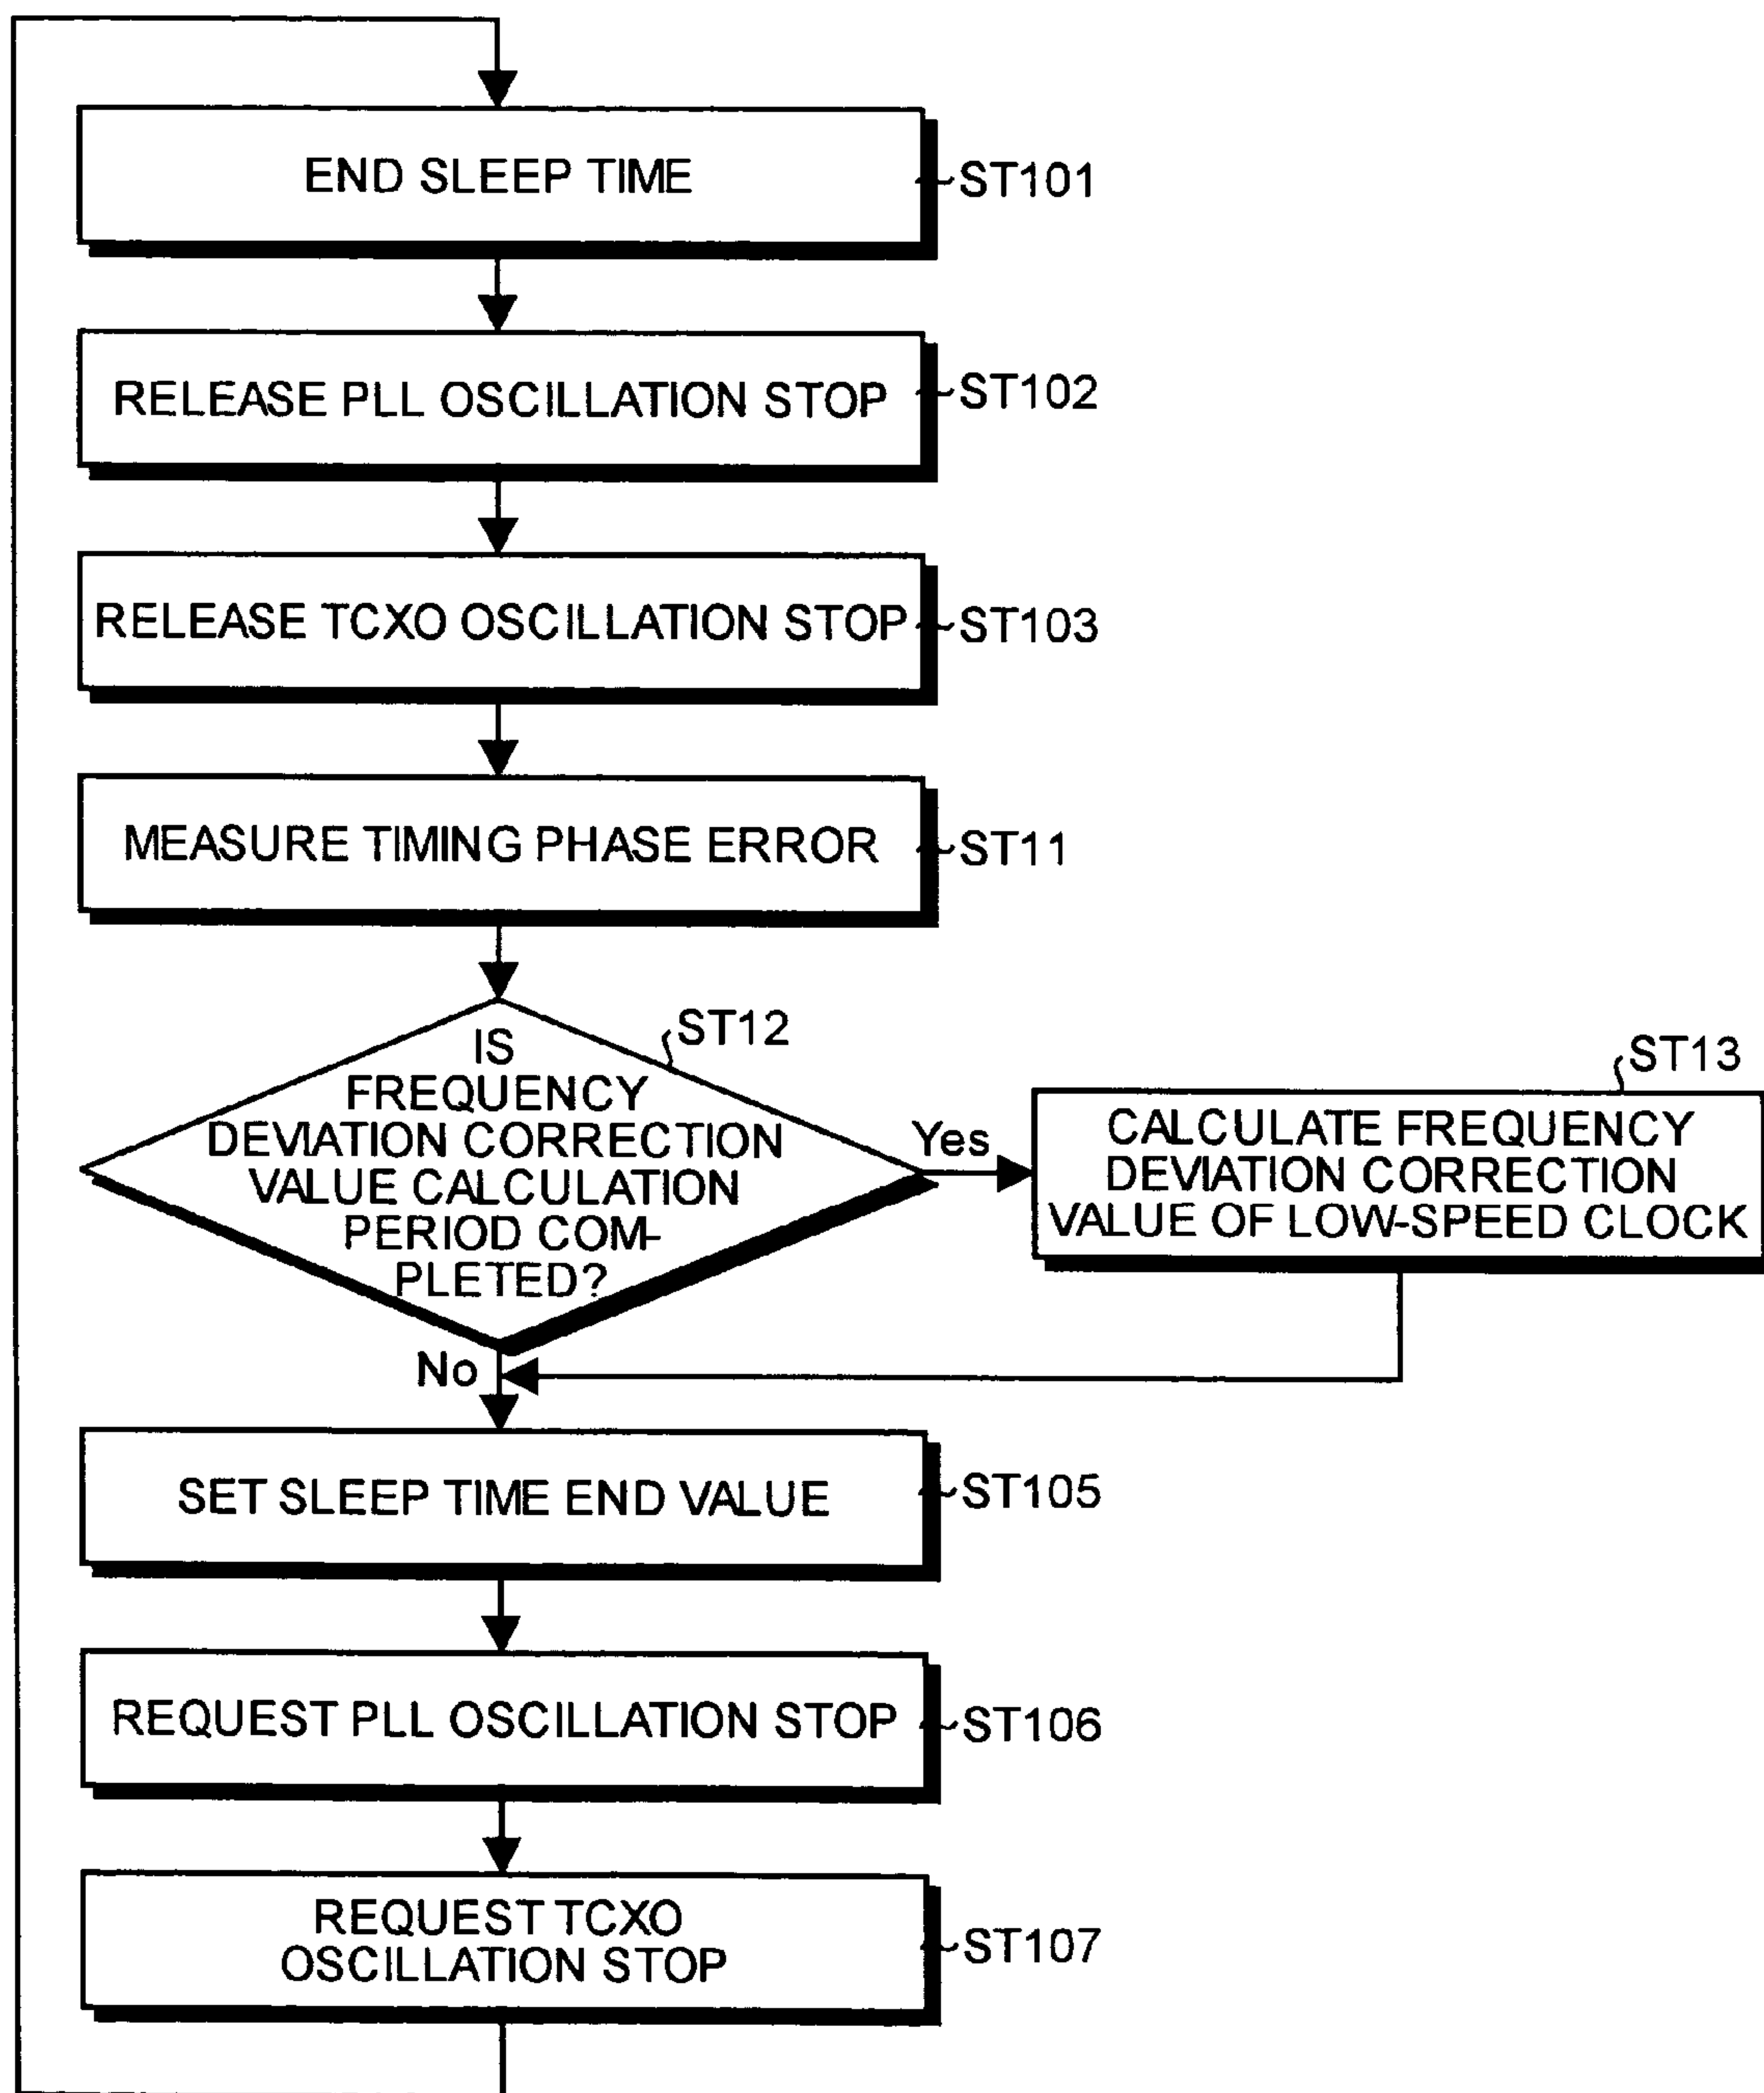 END SLEEP TIME
ST101
RELEASE PLL OSCILLATION STOP
ST102
RELEASE TCXO OSCILLATION STOP
ST103
MEASURE TIMING PHASE ERROR
ST11
IS
FREQUENCY
DEVIATION CORRECTION
VALUE CALCULATION
PERIOD COM-
PLETED?
ST12
Yes
ST13
CALCULATE FREQUENCY
DEVIATION CORRECTION
VALUE OF LOW-SPEED CLOCK
No
SET SLEEP TIME END VALUE
ST105
REQUEST PLL OSCILLATION STOP
ST106
REQUEST TCXO
OSCILLATION STOP
ST107